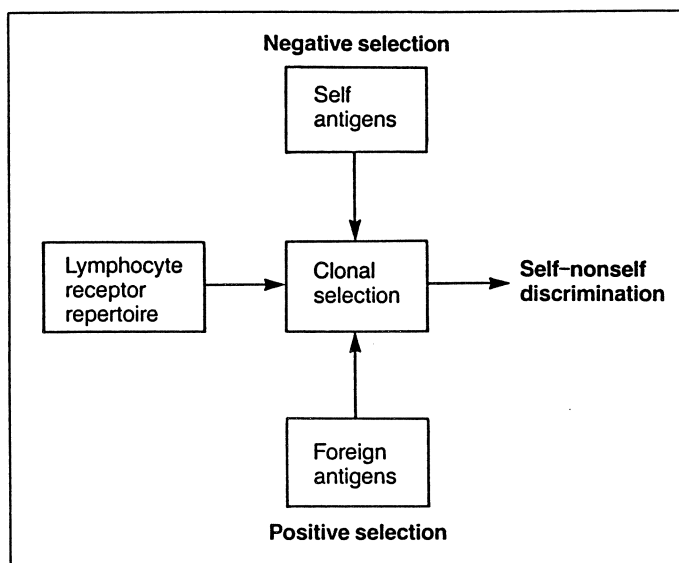 Negative selection
Self
antigens
Lymphocyte
receptor
repertoire
Clonal
selection
Self–nonself
discrimination
Foreign
antigens
Positive selection